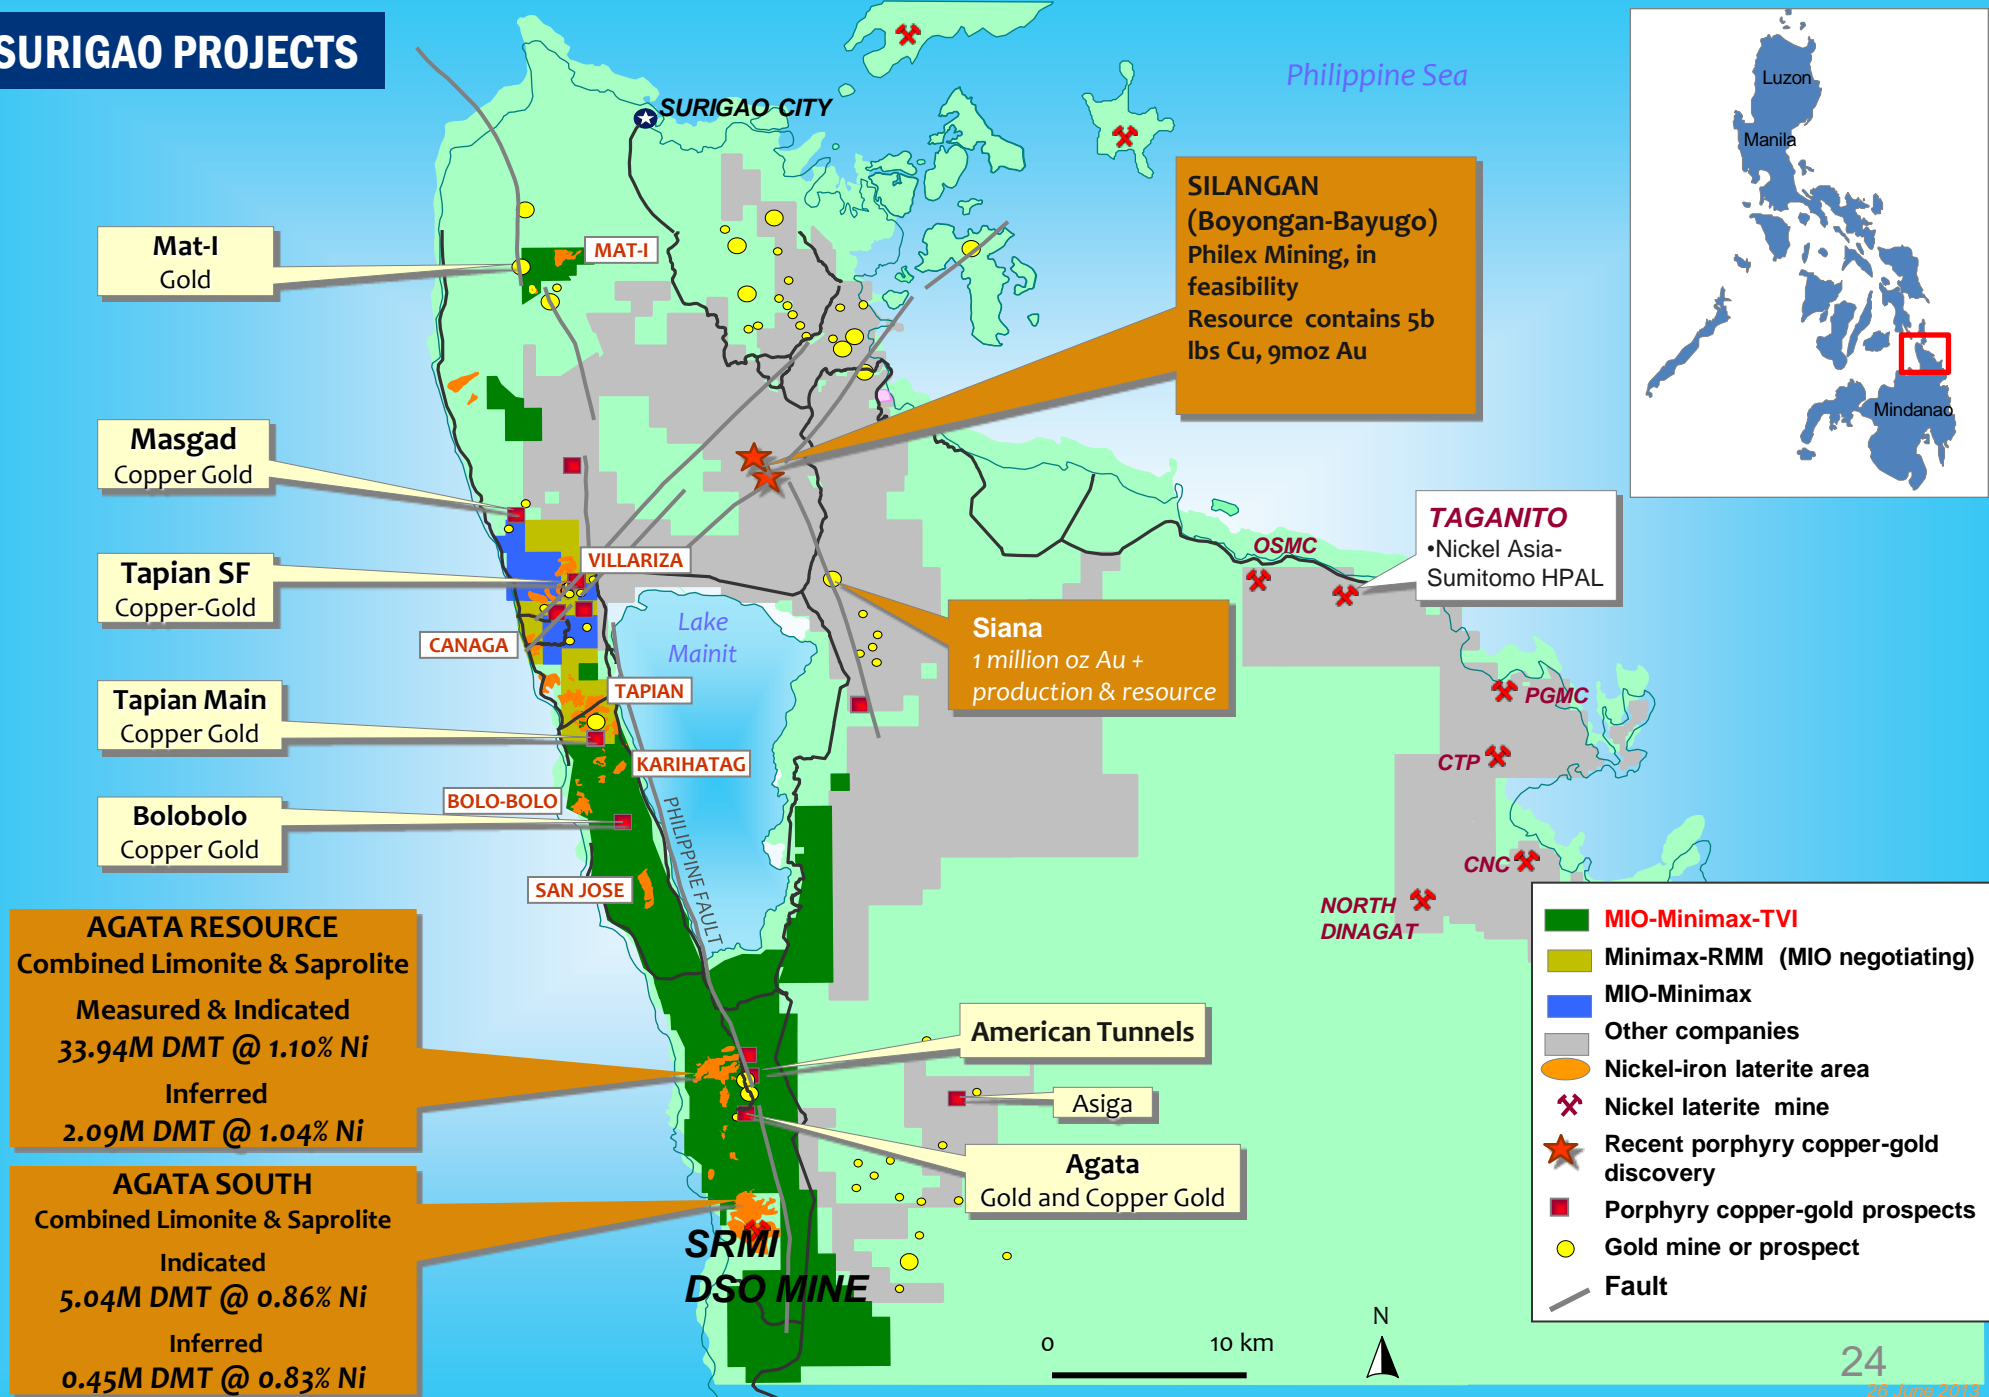 SURIGAO PROJECTS
Philippine Sea
SURIGAO CITY
Luzon
Manila
Mindanao
SILANGAN
(Boyongan-Bayugo)
Philex Mining, in
feasibility
Resource contains 5b
lbs Cu, 9moz Au
Mat-I
Gold
MAT-I
Masgad
Copper Gold
Tapian SF
Copper-Gold
VILLARIZA
CANAGA
Lake
Mainit
TAPIAN
Tapian Main
Copper Gold
KARIHATAG
BOLO-BOLO
Bolobolo
Copper Gold
SAN JOSE
PHILIPPINE FAULT
Siana
1 million oz Au +
production & resource
OSMC
TAGANITO
•Nickel Asia-
Sumitomo HPAL
PGMC
CTP
CNC
NORTH
DINAGAT
AGATA RESOURCE
Combined Limonite & Saprolite
Measured & Indicated
33.94M DMT @ 1.10% Ni
Inferred
2.09M DMT @ 1.04% Ni
AGATA SOUTH
Combined Limonite & Saprolite
Indicated
5.04M DMT @ 0.86% Ni
Inferred
0.45M DMT @ 0.83% Ni
American Tunnels
Asiga
Agata
Gold and Copper Gold
SRMI
DSO MINE
MIO-Minimax-TVI
Minimax-RMM (MIO negotiating)
MIO-Minimax
Other companies
Nickel-iron laterite area
Nickel laterite mine
Recent porphyry copper-gold
discovery
Porphyry copper-gold prospects
Gold mine or prospect
Fault
0 10 km
N
24
26 June 2013